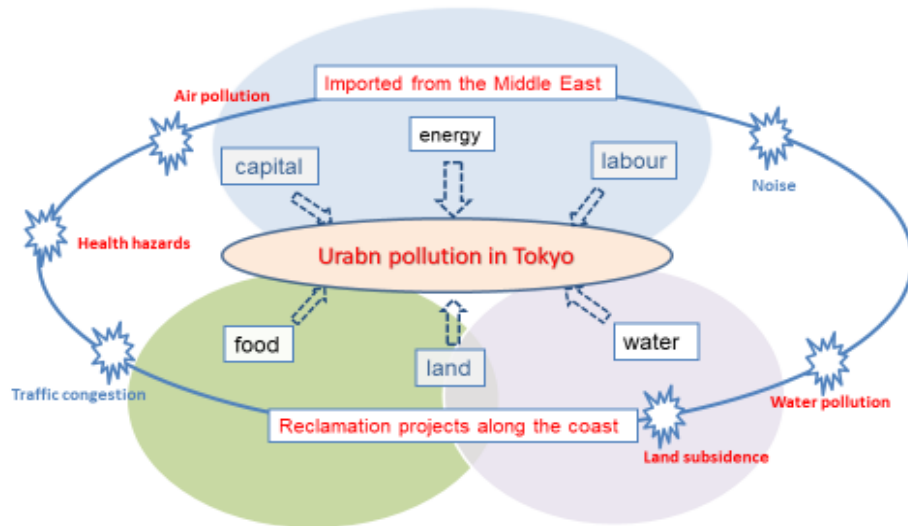 Imported from the Middle East
Air pollution
energy
capital
labour
Noise
Health hazards
Urabn pollution in Tokyo
food
water
land
Traffic congestion
Water pollution
Reclamation projects along the coast
Land subsidence